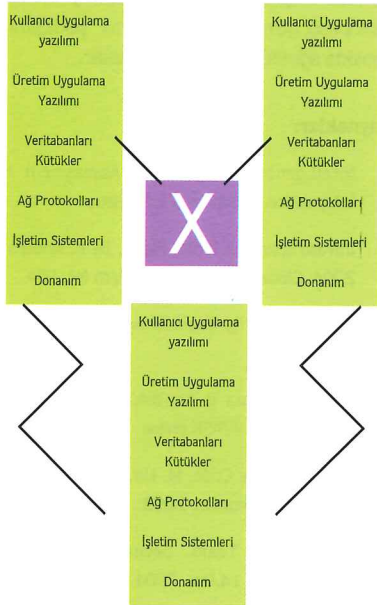 Kullanıcı Uygulama
yazılımı
Üretim Uygulama
Yazılımı
Veritabanları
Kütükler
Ağ Protokolları
İşletim Sistemleri
Donanım
X
Kullanıcı Uygulama
yazılımı
Üretim Uygulama
Yazılımı
Veritabanları
Kütükler
Ağ Protokolları
İşletim Sistemleri
Donanım
Kullanıcı Uygulama
yazılımı
Üretim Uygulama
Yazılımı
Veritabanları
Kütükler
Ağ Protokolları
İşletim Sistemleri
Donanım